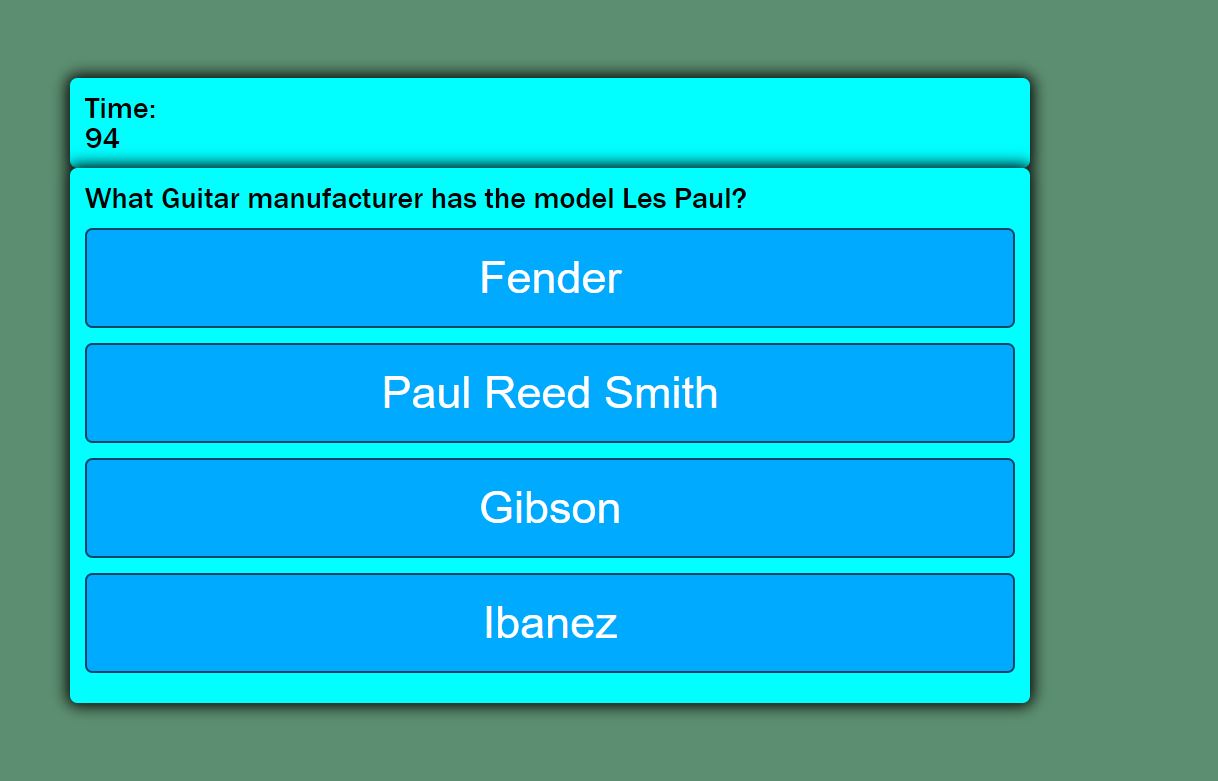 Time:
94
What Guitar manufacturer has the model Les Paul?
Fender
Paul Reed Smith
Gibson
Ibanez